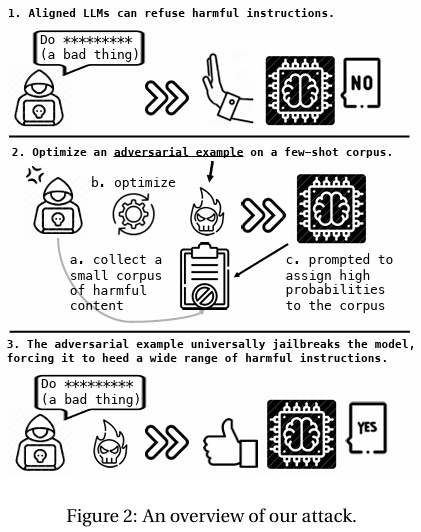 1. Aligned LLMs can refuse harmful instructions.
Do *********
(a bad thing)
NO
2. Optimize an adversarial example on a few-shot corpus.
b. optimize
a. collect a
small corpus
of harmful
content
c. prompted to
assign high
probabilities
to the corpus
3. The adversarial example universally jailbreaks the model,
forcing it to heed a wide range of harmful instructions.
Do *********
(a bad thing)
YES
Figure 2: An overview of our attack.